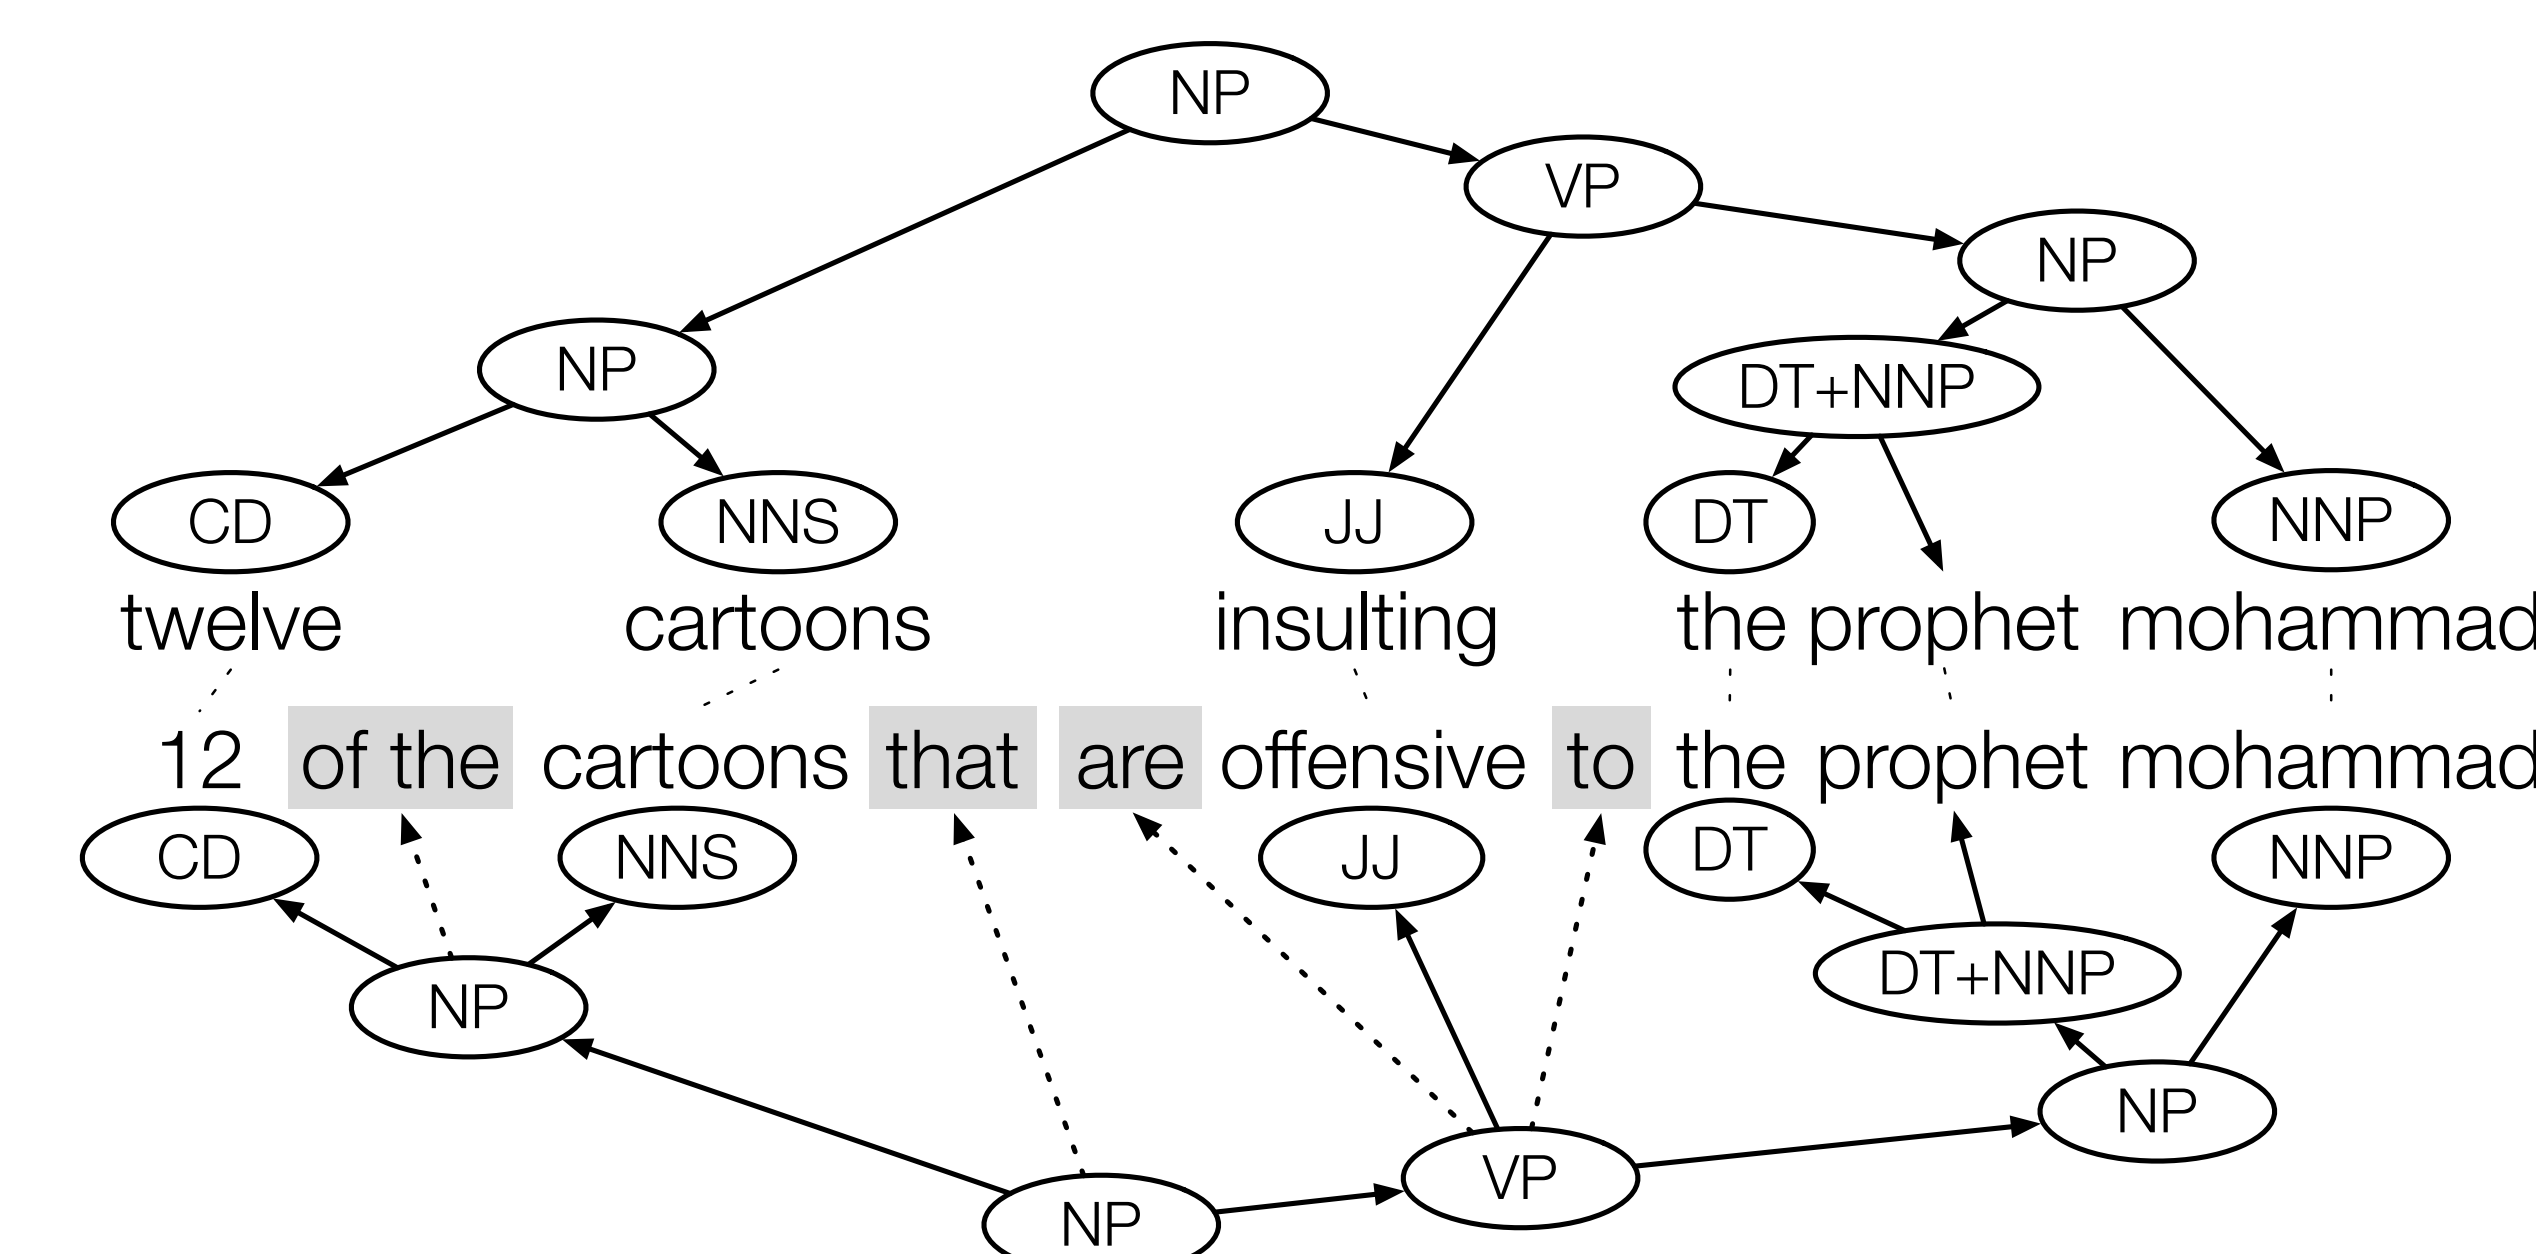 NP
VP
NP
NP
DT+NNP
CD NNS JJ DT NNP
twelve cartoons insulting the prophet mohammad
12 of the cartoons that are offensive to the prophet mohammad
CD NNS JJ DT NNP
DT+NNP
NP
NP
VP
NP